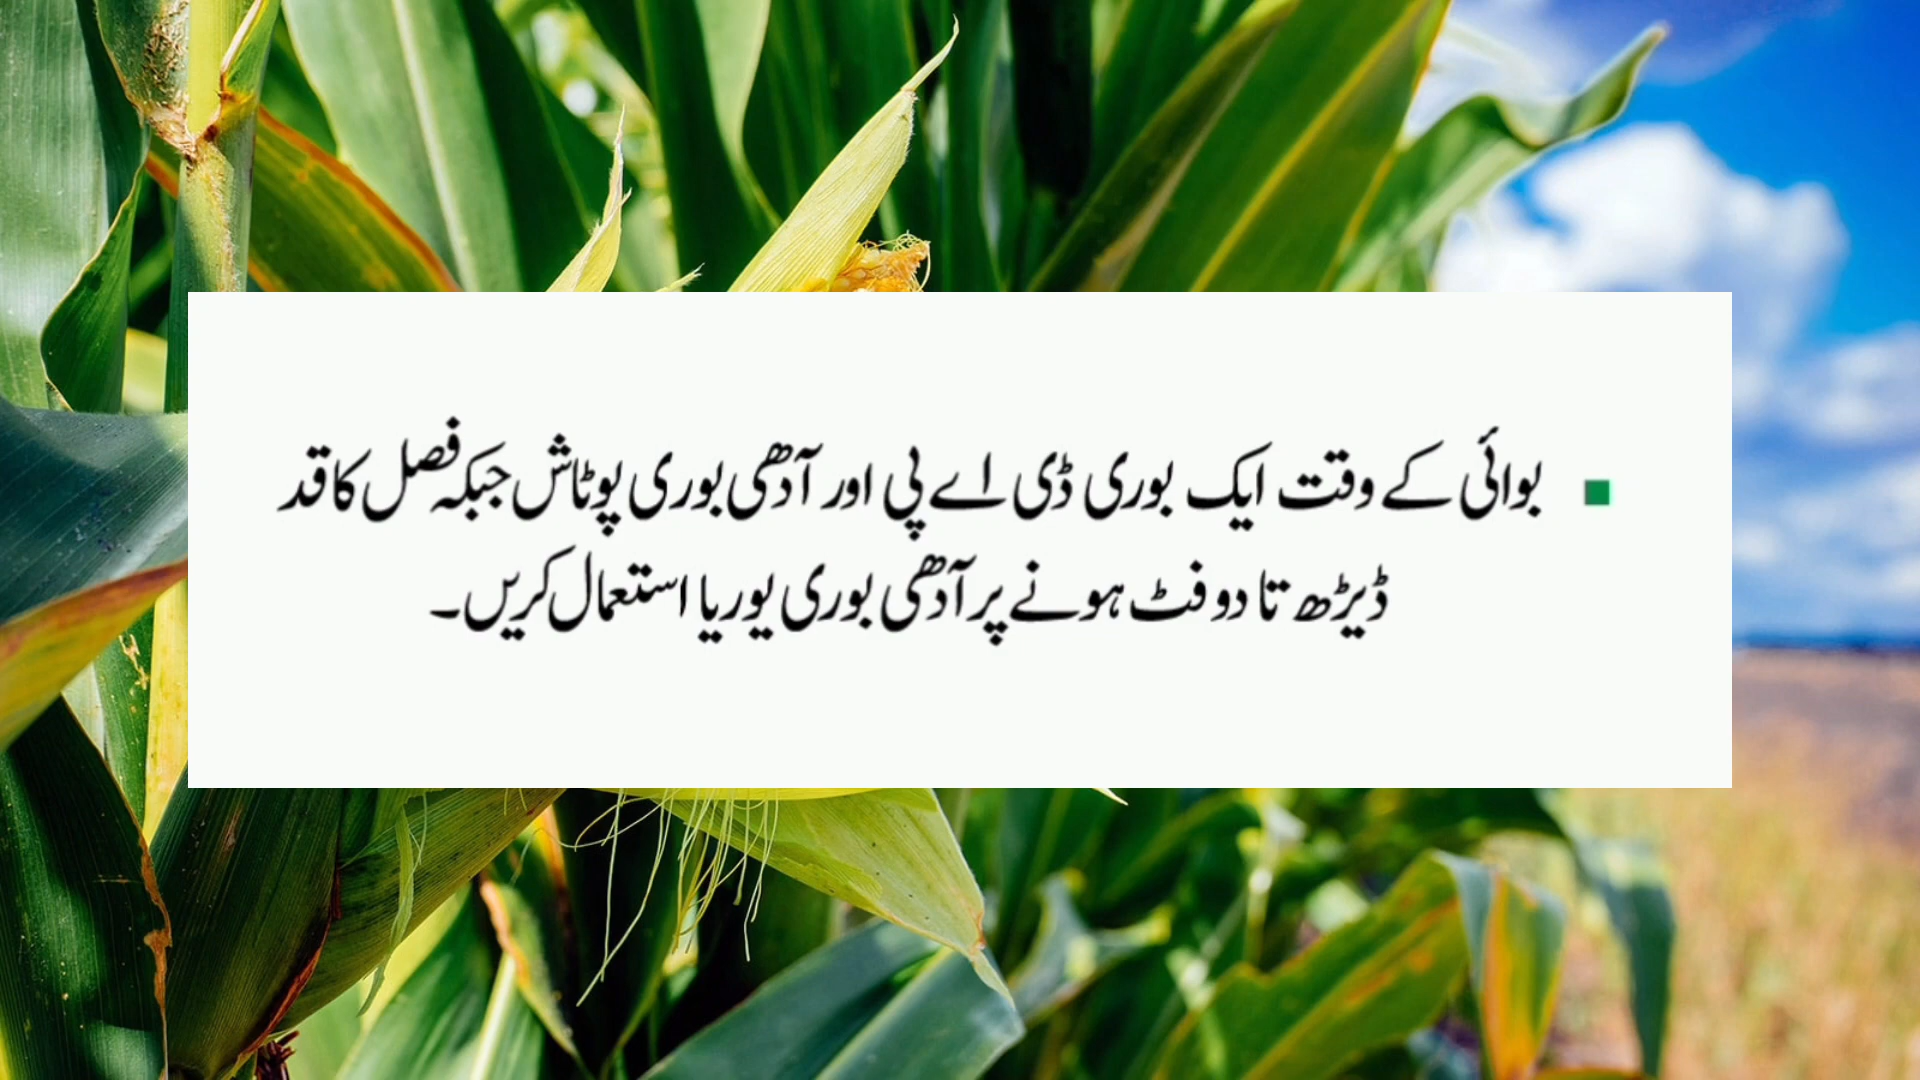 ▪ بوائی کے وقت ایک بوری ڈی اے پی اور آدھی بوری پوٹاش جبکہ فصل کا قد
ڈیڑھ تا دو فٹ ہونے پر آدھی بوری یوریا استعمال کریں۔